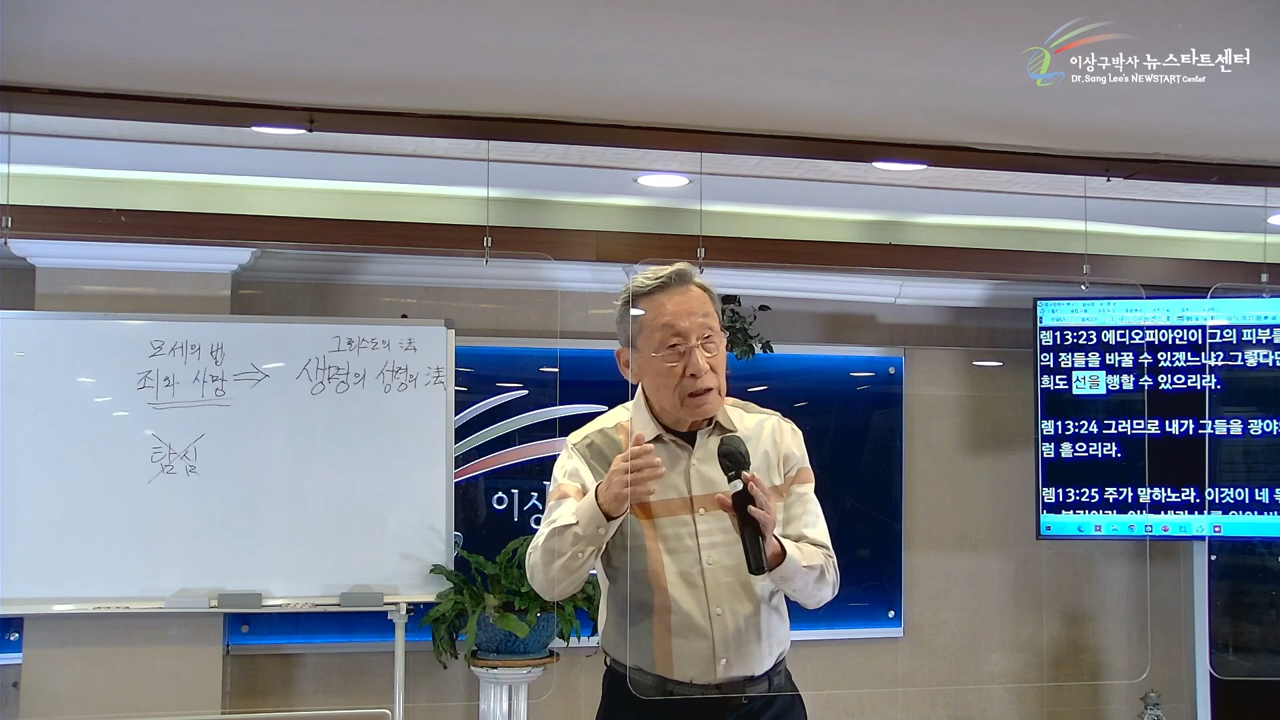 이상구박사 뉴스타트센터
Dr. Sang Lee's NEWSTART Center
모세의 법
죄와 사망 ⇒
탐심
그리스도의 法
생명의 성령의 法
이상
렘13:23 에디오피아인이 그의 피부를
의 점들을 바꿀 수 있겠느냐? 그렇다면
희도 선을 행할 수 있으리라.
렘13:24 그러므로 내가 그들을 광야
럼 흩으리라.
렘13:25 주가 말하노라. 이것이 네